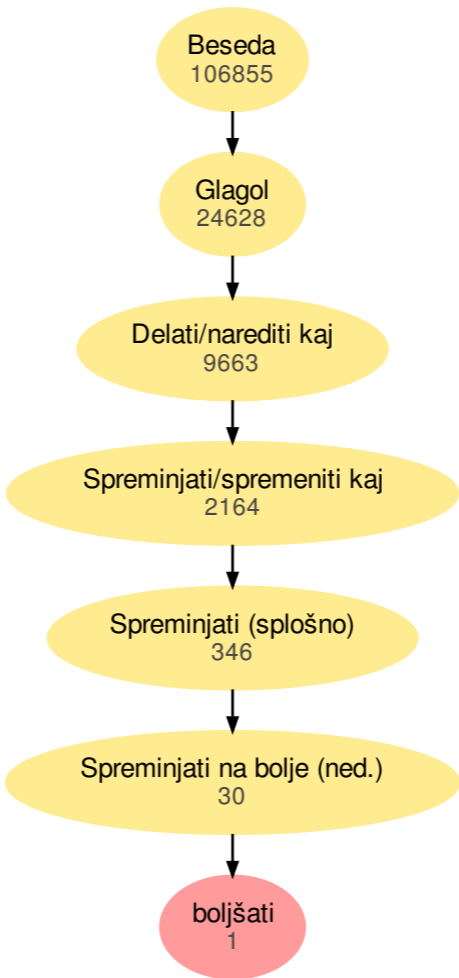 Beseda
106855
Glagol
24628
Delati/narediti kaj
9663
Spreminjati/spremeniti kaj
2164
Spreminjati (splošno)
346
Spreminjati na bolje (ned.)
30
boljšati
1